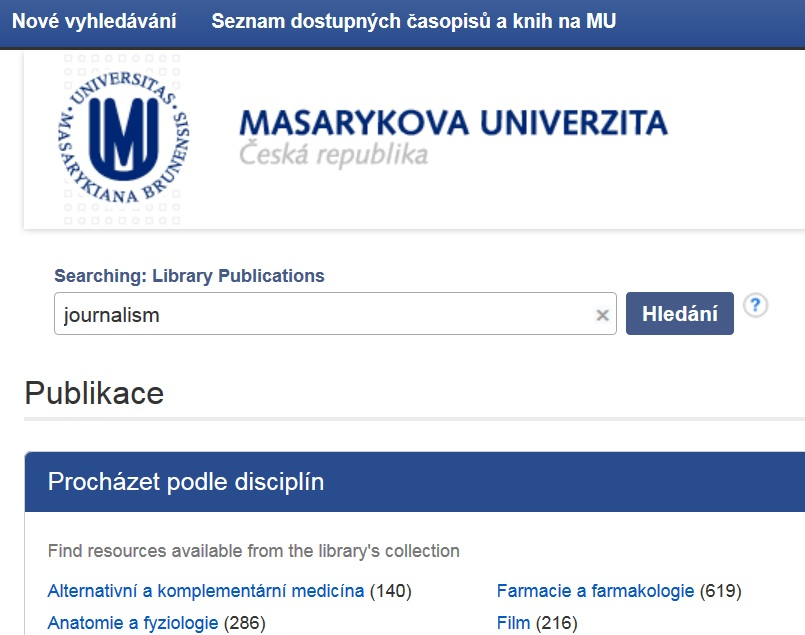 Nové vyhledávání Seznam dostupných časopisů a knih na MU
UNIVERSITAS MASARYKIANA BRUNENSIS
MASARYKOVA UNIVERZITA
Česká republika
Searching: Library Publications
journalism × Hledání ?
Publikace
Procházet podle disciplín
Find resources available from the library's collection
Alternativní a komplementární medicína (140) Farmacie a farmakologie (619)
Anatomie a fyziologie (286) Film (216)